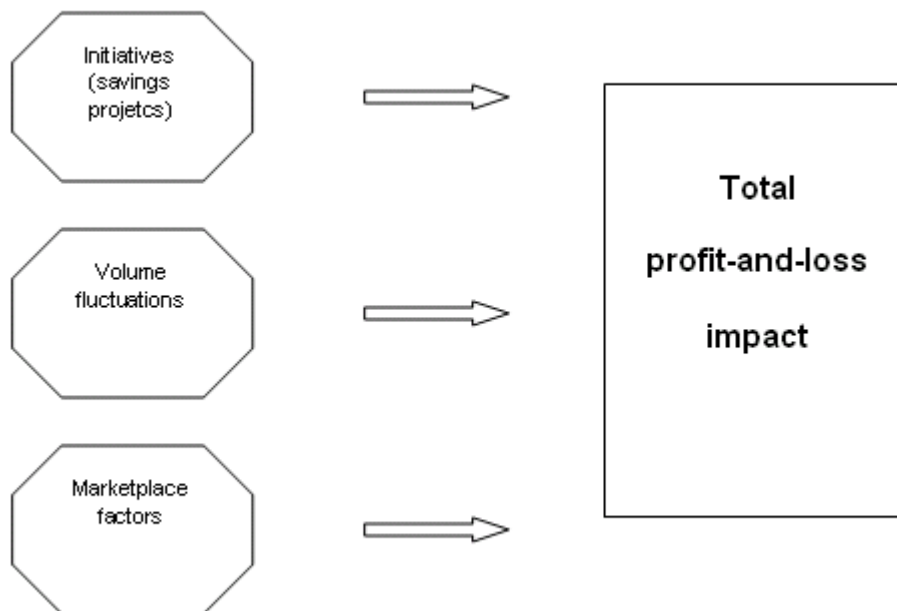 Initiatives
(savings
projetcs)
Volume
fluctuations
Marketplace
factors
Total
profit-and-loss
impact